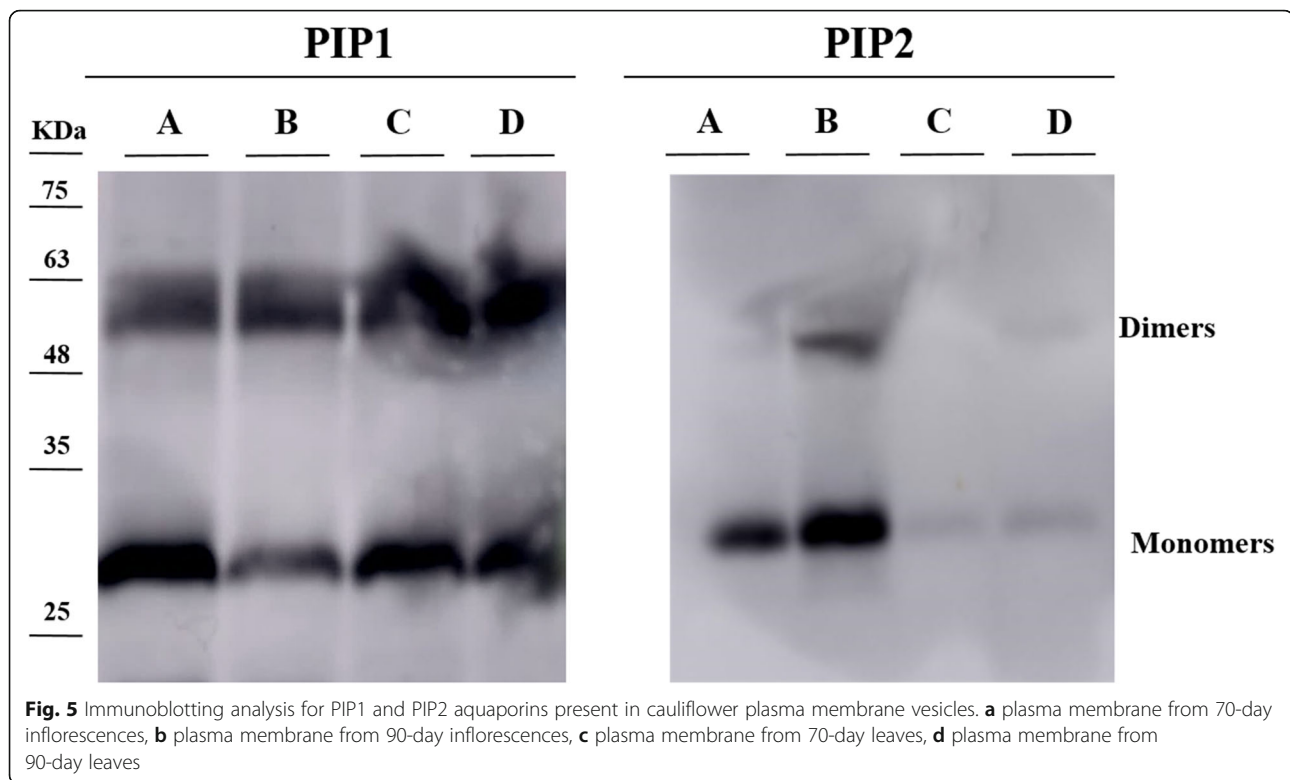 PIP1 PIP2
KDa A B C D A B C D
75
63
48
35
25
Dimers
Monomers
Fig. 5 Immunoblotting analysis for PIP1 and PIP2 aquaporins present in cauliflower plasma membrane vesicles. a plasma membrane from 70-day
inflorescences, b plasma membrane from 90-day inflorescences, c plasma membrane from 70-day leaves, d plasma membrane from
90-day leaves